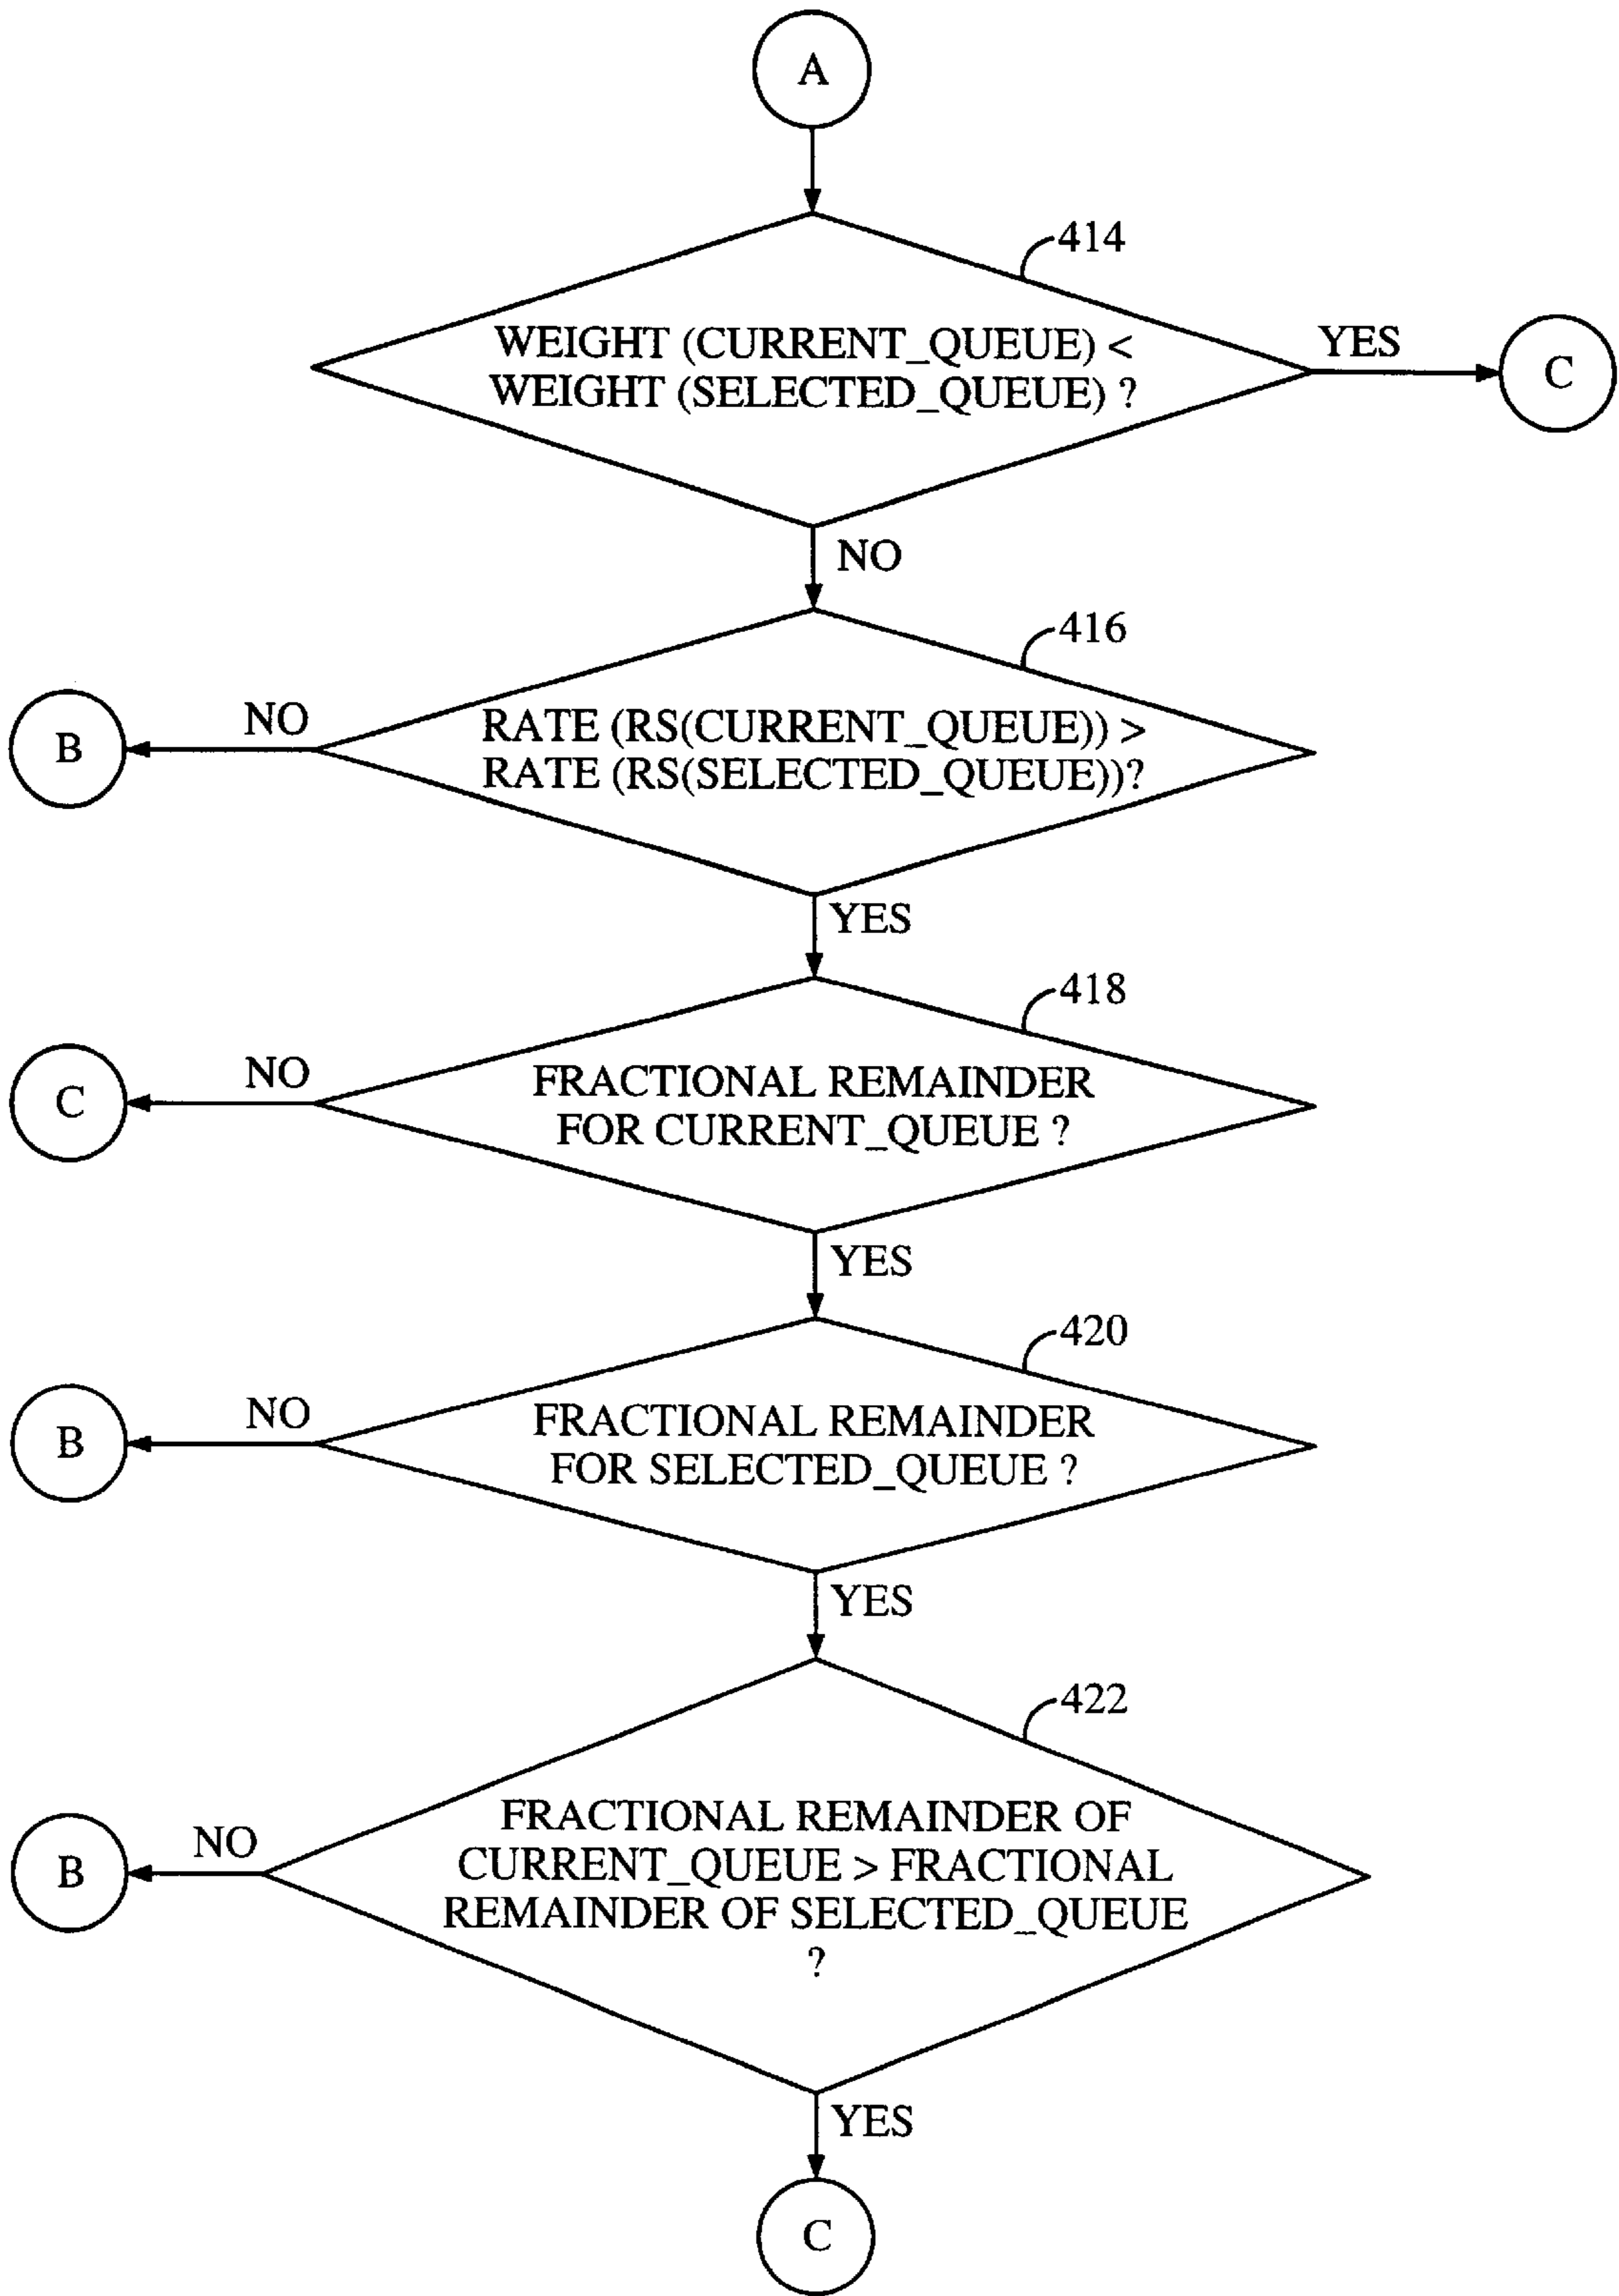 A
414
WEIGHT (CURRENT_QUEUE) <
WEIGHT (SELECTED_QUEUE) ?
YES
C
NO
416
RATE (RS(CURRENT_QUEUE)) >
RATE (RS(SELECTED_QUEUE))?
NO
B
YES
418
FRACTIONAL REMAINDER
FOR CURRENT_QUEUE ?
NO
C
YES
420
FRACTIONAL REMAINDER
FOR SELECTED_QUEUE ?
NO
B
YES
422
FRACTIONAL REMAINDER OF
CURRENT_QUEUE > FRACTIONAL
REMAINDER OF SELECTED_QUEUE
?
NO
B
YES
C